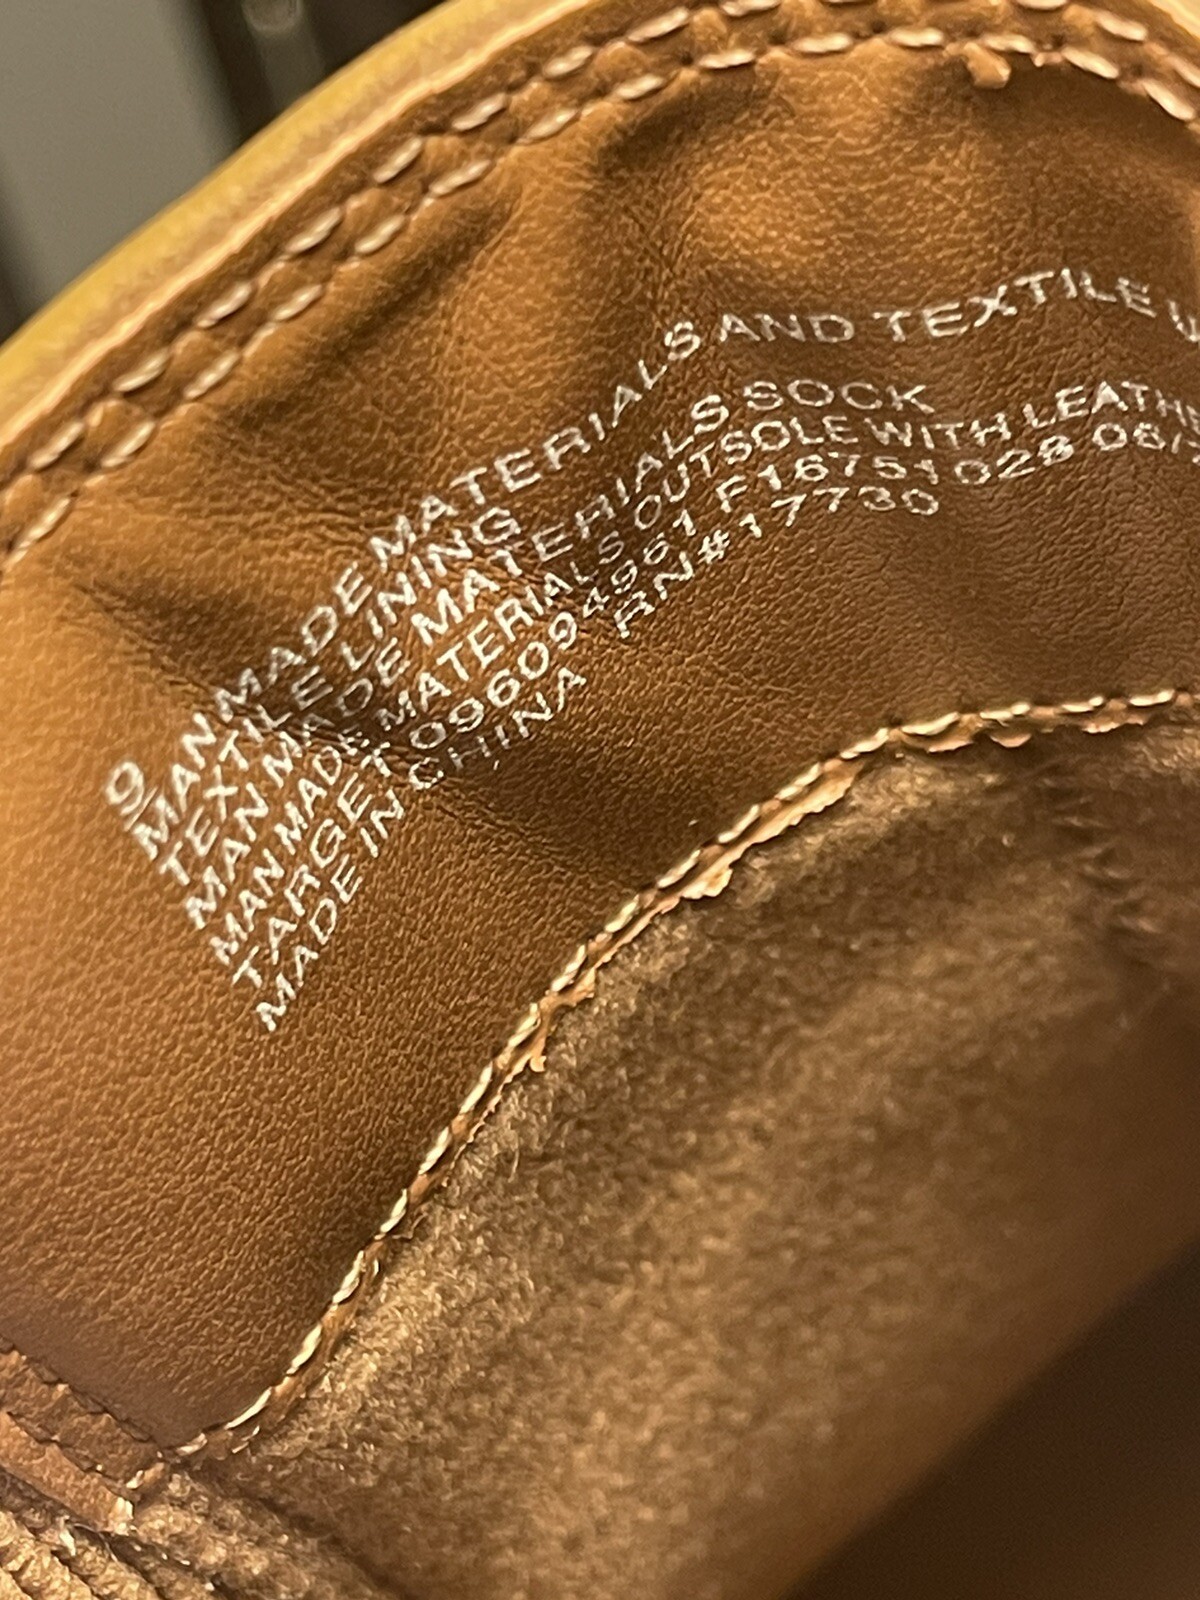 9
MAN MADE MATERIALS AND TEXTILE
TEXTILE LINING
MAN MADE MATERIALS SOCK
MAN MADE MATERIALS OUTSOLE WITH LEATHE
TARGET 096094961 F16751028 08/
MADE IN CHINA RN#17730